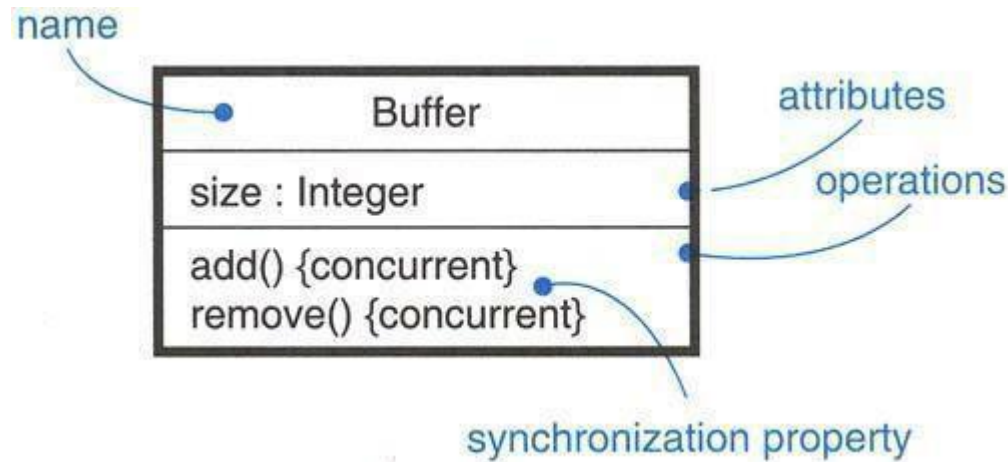 name
Buffer
attributes
size : Integer
operations
add() {concurrent}
remove() {concurrent}
synchronization property